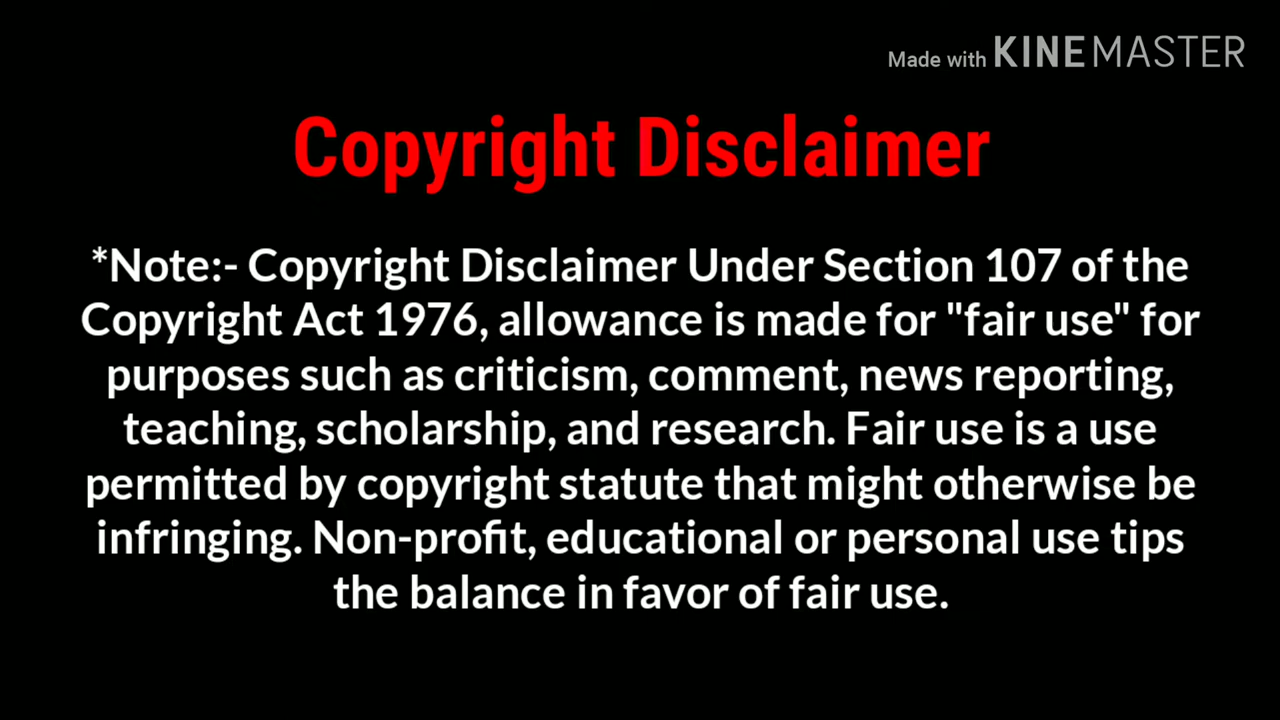 Made with KINEMASTER
Copyright Disclaimer
*Note:- Copyright Disclaimer Under Section 107 of the
Copyright Act 1976, allowance is made for "fair use" for
purposes such as criticism, comment, news reporting,
teaching, scholarship, and research. Fair use is a use
permitted by copyright statute that might otherwise be
infringing. Non-profit, educational or personal use tips
the balance in favor of fair use.